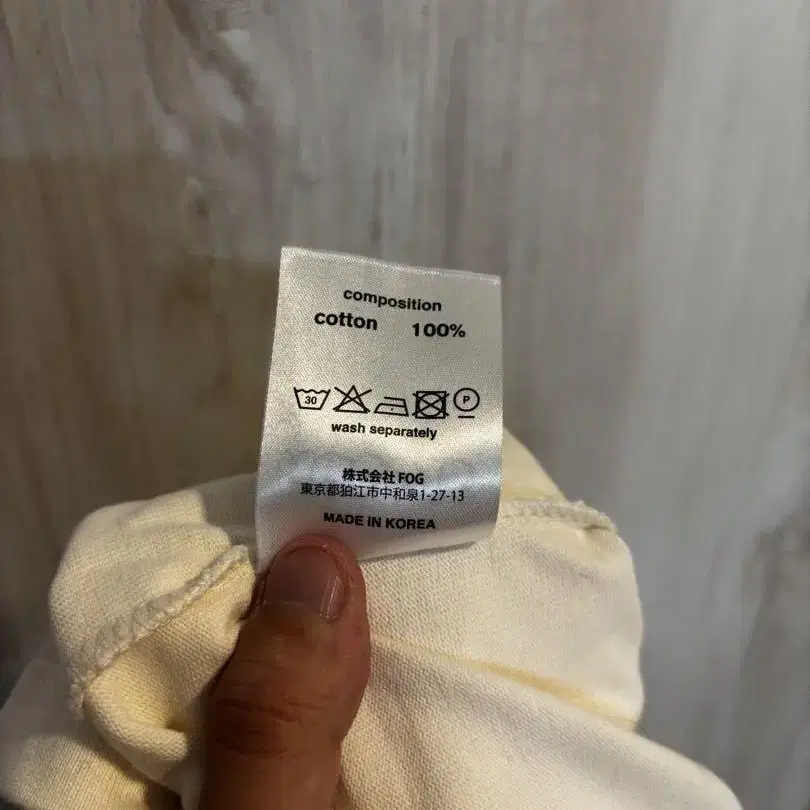 composition
cotton 100%
30 P
wash separately
株式会社 FOG
東京都狛江市中和泉1-27-13
MADE IN KOREA